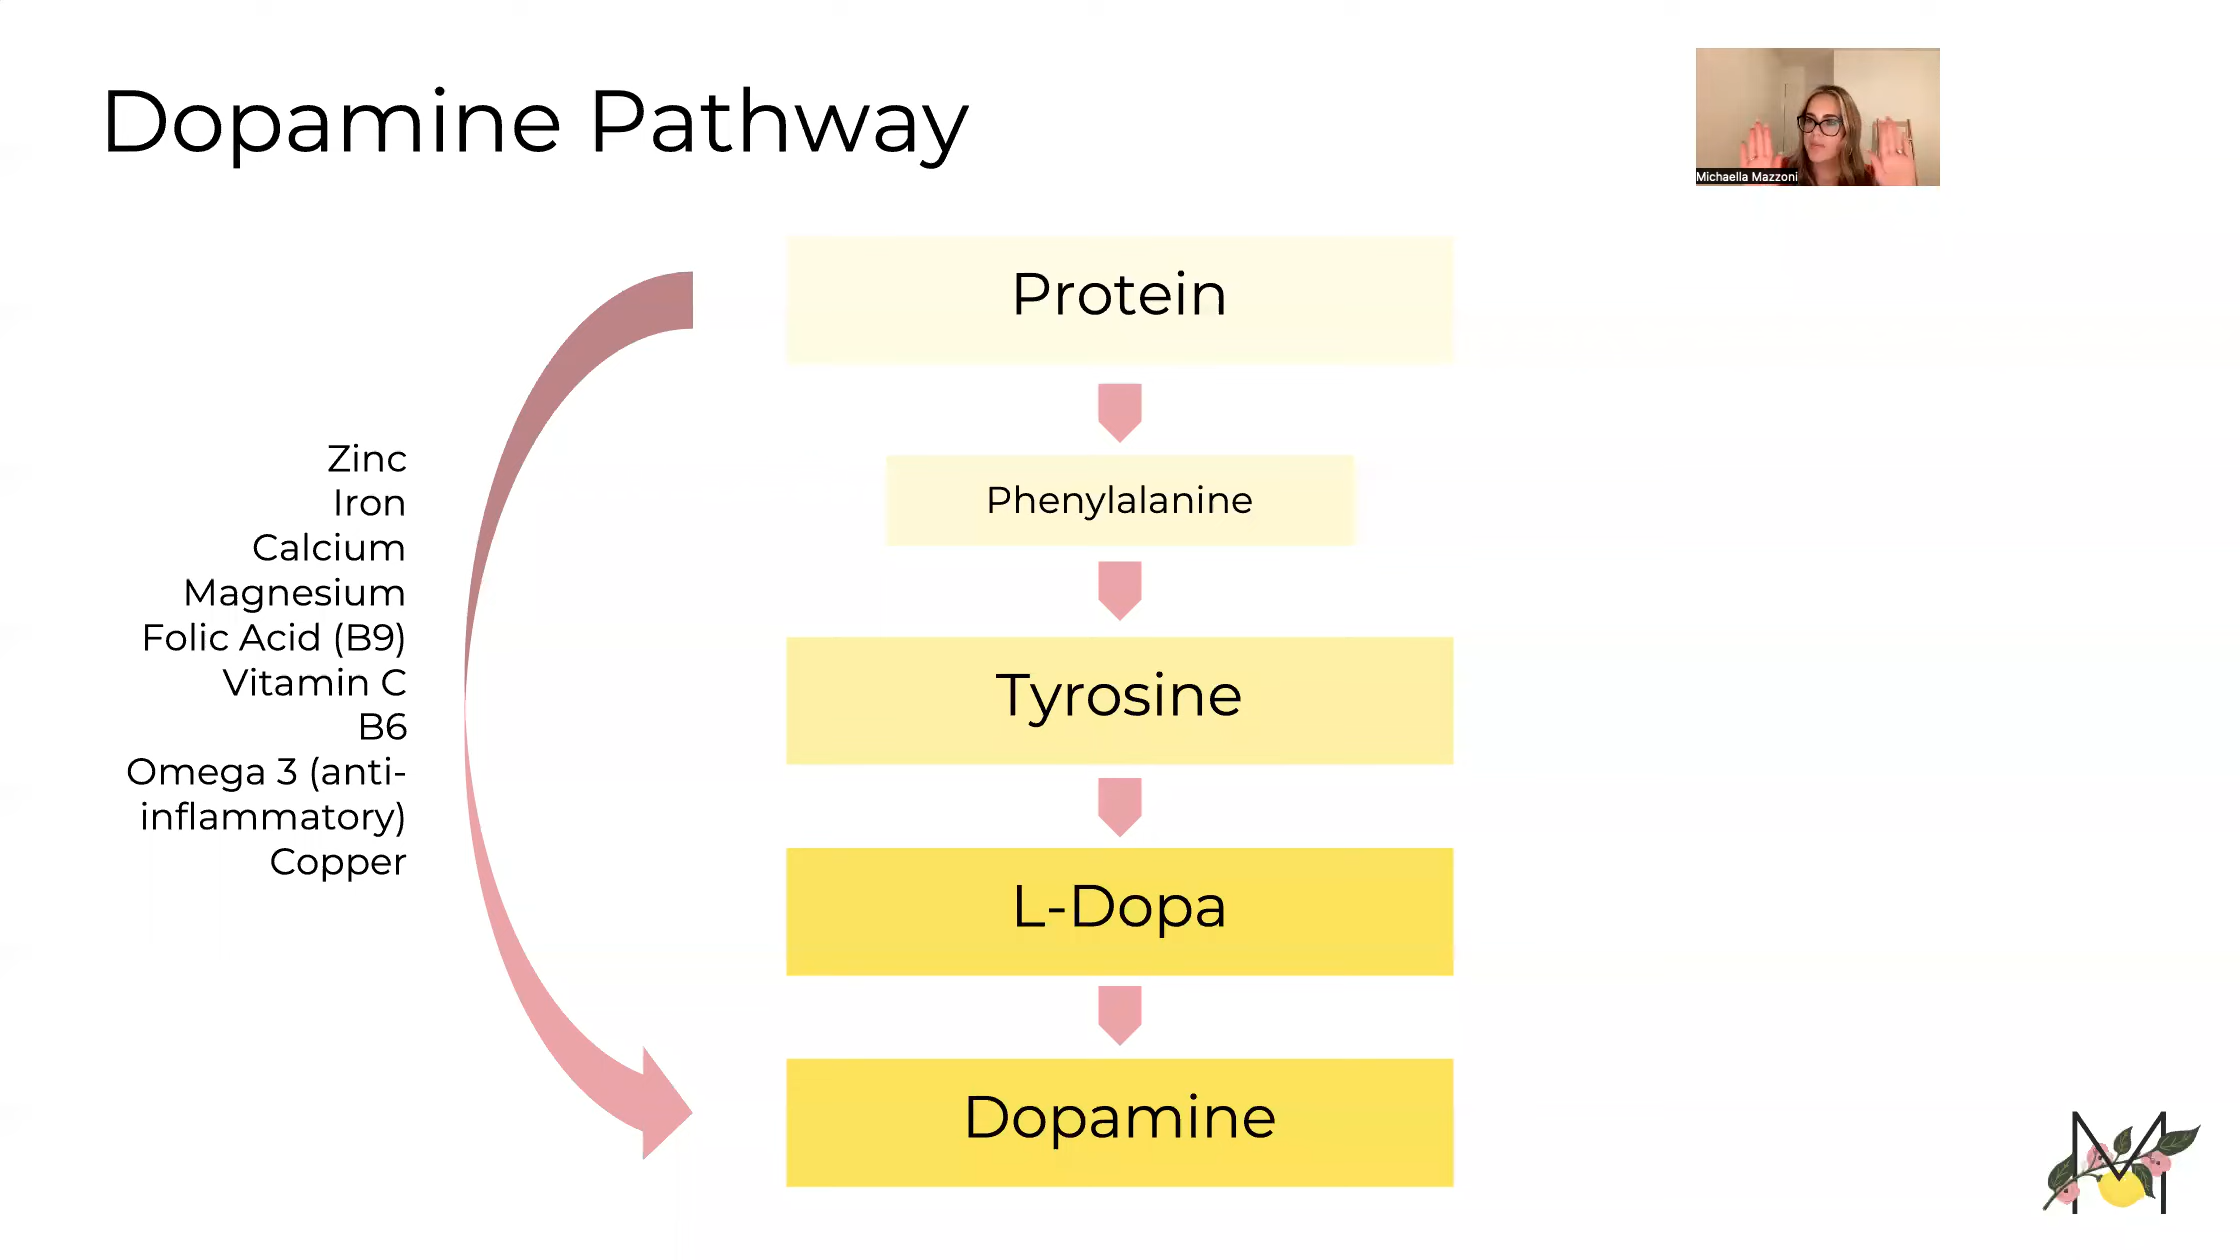 Dopamine Pathway
Michaella Mazzoni
Protein
Phenylalanine
Tyrosine
L-Dopa
Dopamine
Zinc
Iron
Calcium
Magnesium
Folic Acid (B9)
Vitamin C
B6
Omega 3 (anti-
inflammatory)
Copper
M